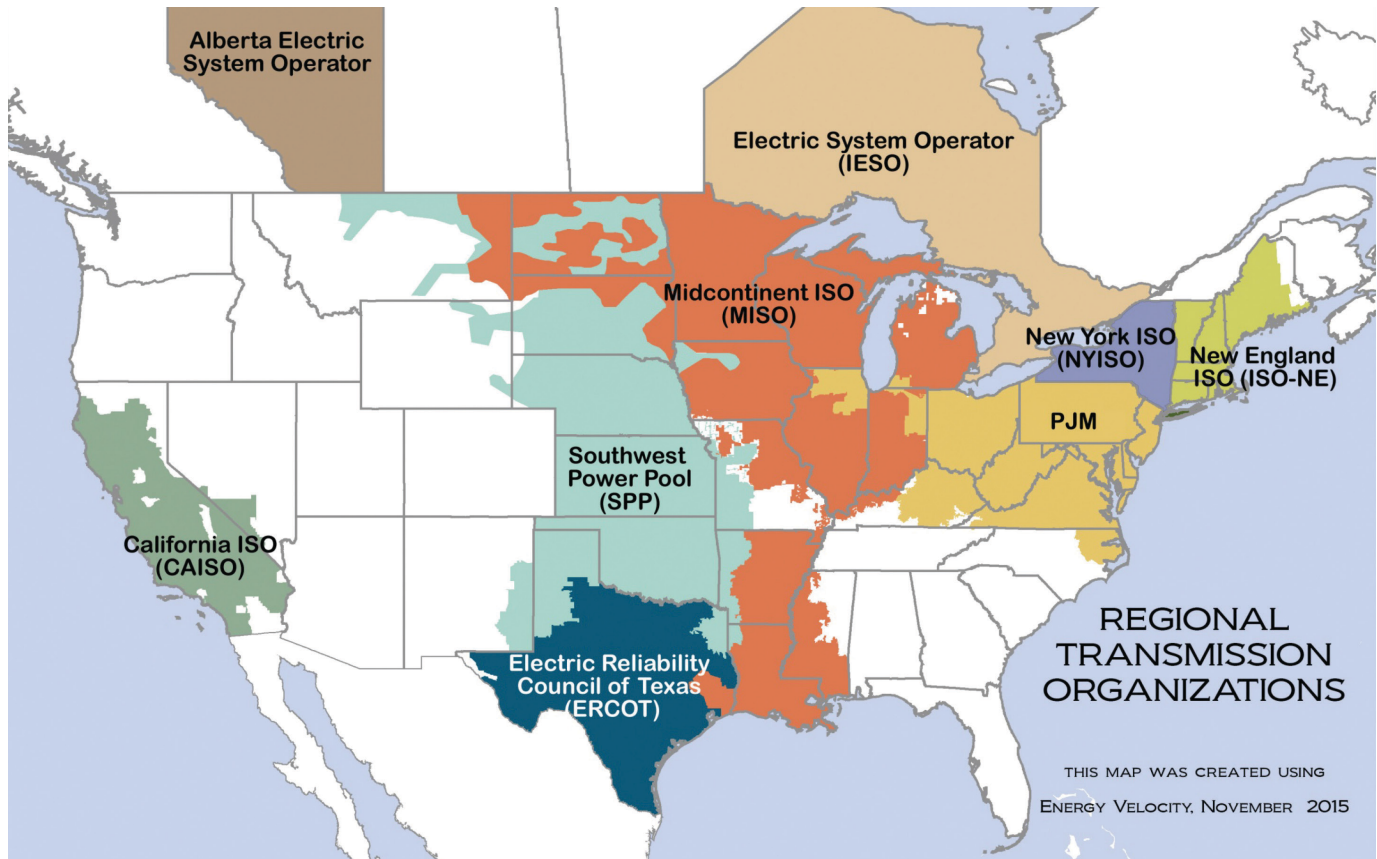 Alberta Electric
System Operator
Electric System Operator
(IESO)
Midcontinent ISO
(MISO)
New York ISO
(NYISO)
New England
ISO (ISO-NE)
PJM
Southwest
Power Pool
(SPP)
California ISO
(CAISO)
Electric Reliability
Council of Texas
(ERCOT)
REGIONAL
TRANSMISSION
ORGANIZATIONS
THIS MAP WAS CREATED USING
ENERGY VELOCITY, NOVEMBER 2015